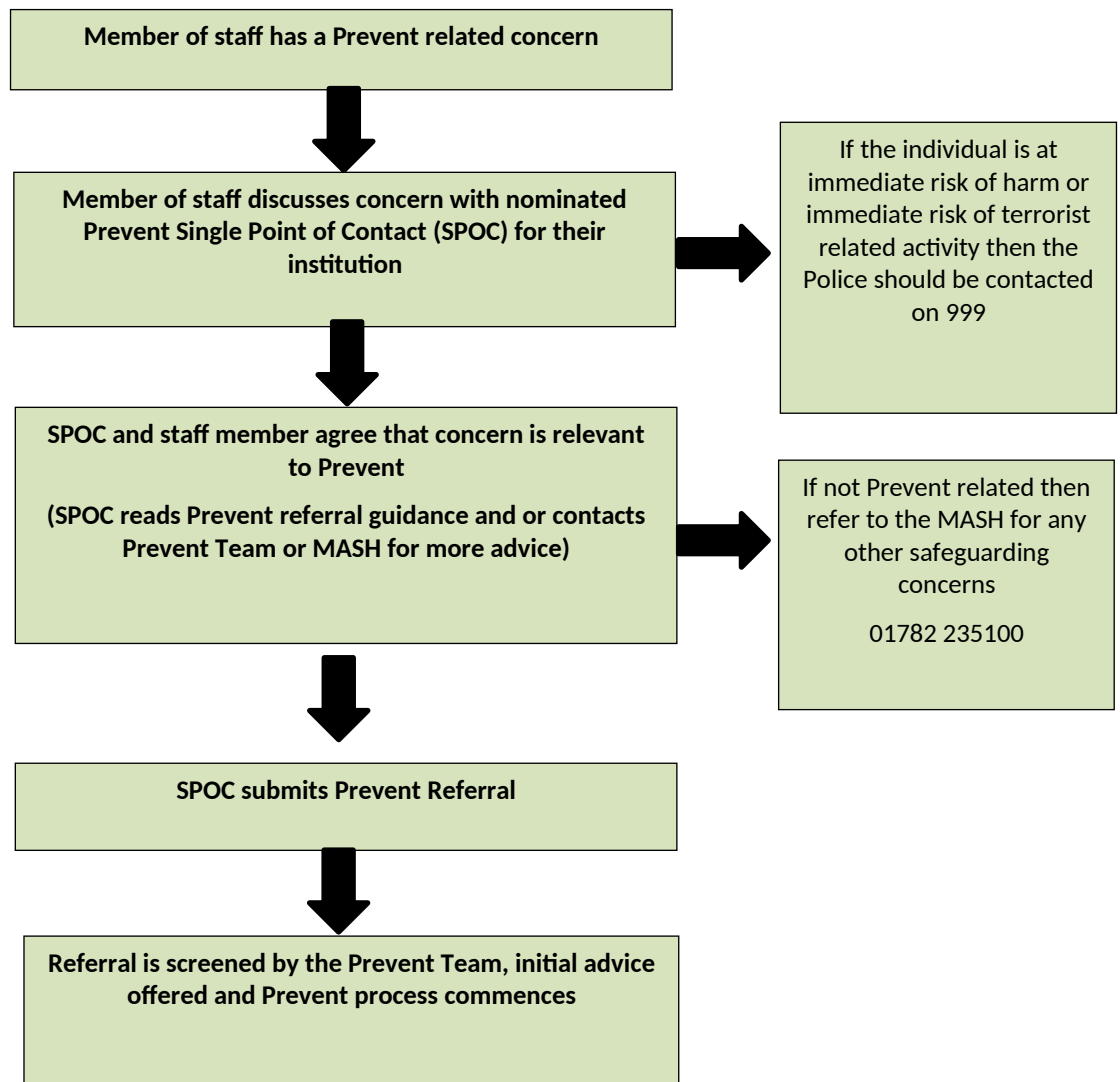 Member of staff has a Prevent related concern
Member of staff discusses concern with nominated
Prevent Single Point of Contact (SPOC) for their
institution
If the individual is at
immediate risk of harm or
immediate risk of terrorist
related activity then the
Police should be contacted
on 999
SPOC and staff member agree that concern is relevant
to Prevent
(SPOC reads Prevent referral guidance and or contacts
Prevent Team or MASH for more advice)
If not Prevent related then
refer to the MASH for any
other safeguarding
concerns
01782 235100
SPOC submits Prevent Referral
Referral is screened by the Prevent Team, initial advice
offered and Prevent process commences